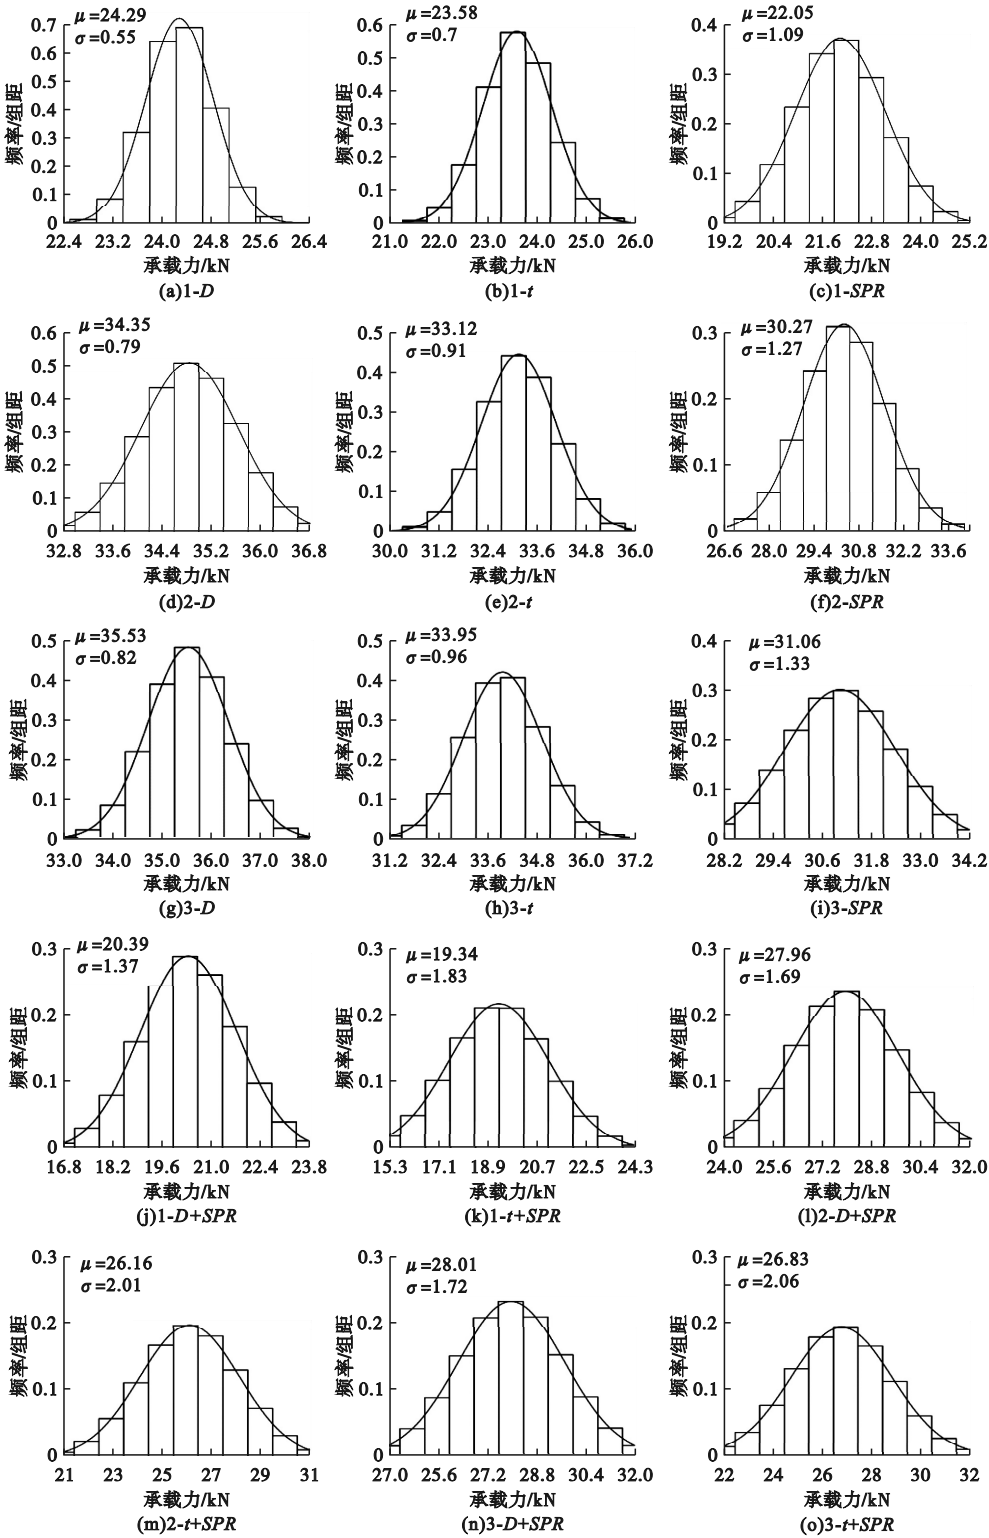 μ=24.29
σ=0.55
频率/组距
0.7
0.6
0.5
0.4
0.3
0.2
0.1
0
22.4 23.2 24.0 24.8 25.6 26.4
承载力/kN
(a)1-D
μ=23.58
σ=0.7
频率/组距
0.6
0.5
0.4
0.3
0.2
0.1
0
21.0 22.0 23.0 24.0 25.0 26.0
承载力/kN
(b)1-t
μ=22.05
σ=1.09
频率/组距
0.4
0.3
0.2
0.1
0
19.2 20.4 21.6 22.8 24.0 25.2
承载力/kN
(c)1-SPR
μ=34.35
σ=0.79
频率/组距
0.6
0.5
0.4
0.3
0.2
0.1
0
32.8 33.6 34.4 35.2 36.0 36.8
承载力/kN
(d)2-D
μ=33.12
σ=0.91
频率/组距
0.5
0.4
0.3
0.2
0.1
0
30.0 31.2 32.4 33.6 34.8 36.0
承载力/kN
(e)2-t
μ=30.27
σ=1.27
频率/组距
0.3
0.2
0.1
0
26.6 28.0 29.4 30.8 32.2 33.6
承载力/kN
(f)2-SPR
μ=35.53
σ=0.82
频率/组距
0.5
0.4
0.3
0.2
0.1
0
33.0 34.0 35.0 36.0 37.0 38.0
承载力/kN
(g)3-D
μ=33.95
σ=0.96
频率/组距
0.5
0.4
0.3
0.2
0.1
0
31.2 32.4 33.6 34.8 36.0 37.2
承载力/kN
(h)3-t
μ=31.06
σ=1.33
频率/组距
0.4
0.3
0.2
0.1
0
28.2 29.4 30.6 31.8 33.0 34.2
承载力/kN
(i)3-SPR
μ=20.39
σ=1.37
频率/组距
0.3
0.2
0.1
0
16.8 18.2 19.6 21.0 22.4 23.8
承载力/kN
(j)1-D+SPR
μ=19.34
σ=1.83
频率/组距
0.3
0.2
0.1
0
15.3 17.1 18.9 20.7 22.5 24.3
承载力/kN
(k)1-t+SPR
μ=27.96
σ=1.69
频率/组距
0.3
0.2
0.1
0
24.0 25.6 27.2 28.8 30.4 32.0
承载力/kN
(l)2-D+SPR
μ=26.16
σ=2.01
频率/组距
0.3
0.2
0.1
0
21 23 25 27 29 31
承载力/kN
(m)2-t+SPR
μ=28.01
σ=1.72
频率/组距
0.3
0.2
0.1
0
27.0 25.6 27.2 28.8 30.4 32.0
承载力/kN
(n)3-D+SPR
μ=26.83
σ=2.06
频率/组距
0.3
0.2
0.1
0
22 24 26 28 30 32
承载力/kN
(o)3-t+SPR